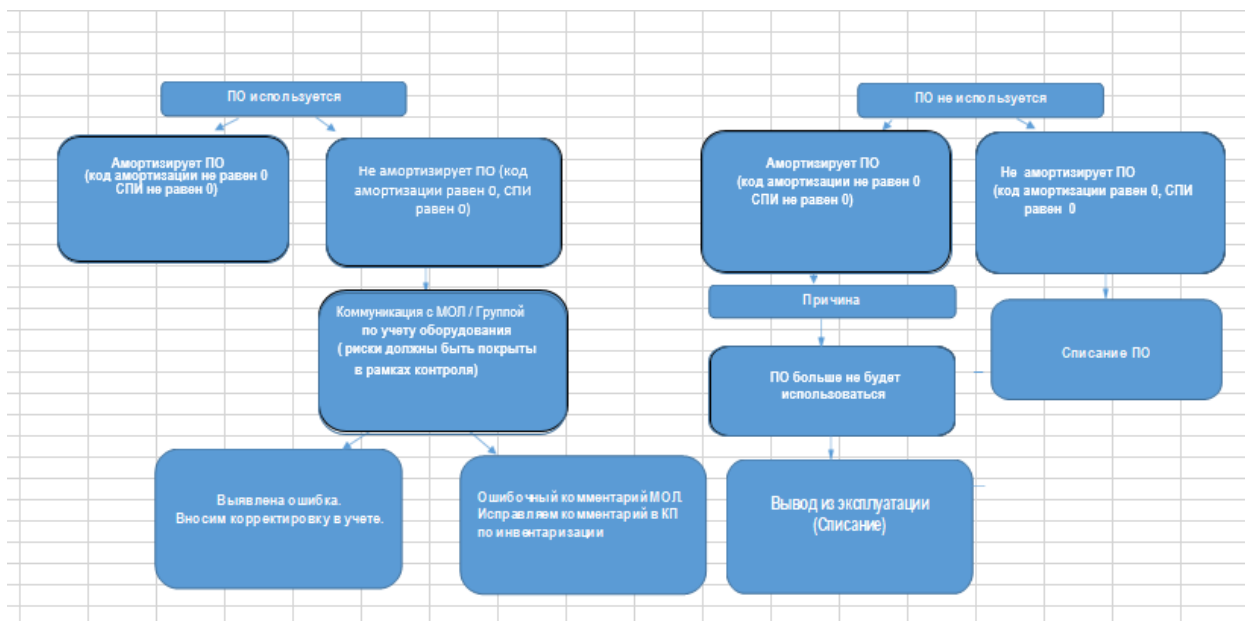 ПО используется
Амортизирует ПО
(код амортизации не равен 0
СПИ не равен 0)
Не амортизирует ПО (код
амортизации равен 0, СПИ
равен 0)
Коммуникация с МОЛ / Группой
по учету оборудования
( риски должны быть покрыты
в рамках контроля)
Выявлена ошибка.
Вносим корректировку в учете.
Ошибочный комментарий МОЛ.
Исправляем комментарий в КП
по инвентаризации
ПО не используется
Амортизирует ПО
(код амортизации не равен 0
СПИ не равен 0)
Причина
ПО больше не будет
использоваться
Вывод из эксплуатации
(Списание)
Не амортизирует ПО
(код амортизации равен 0, СПИ
равен 0
Списание ПО